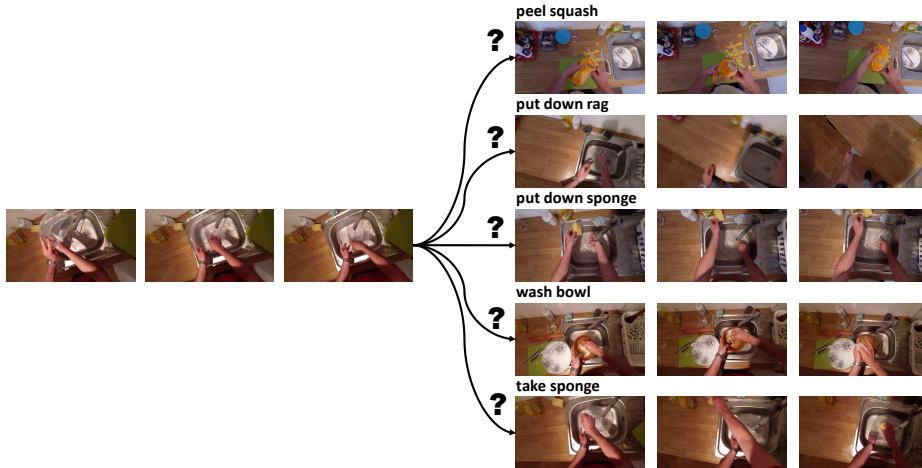 peel squash
?
put down rag
?
put down sponge
?
wash bowl
?
take sponge
?